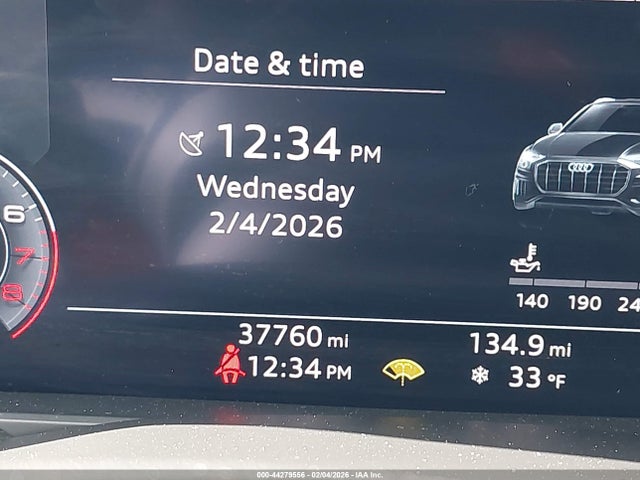 Date & time
12:34 PM
Wednesday
2/4/2026
6
7
8
140 190 24
37760 mi
134.9 mi
12:34 PM
33 °F
000-44279556 - 02/04/2026 - IAA Inc.